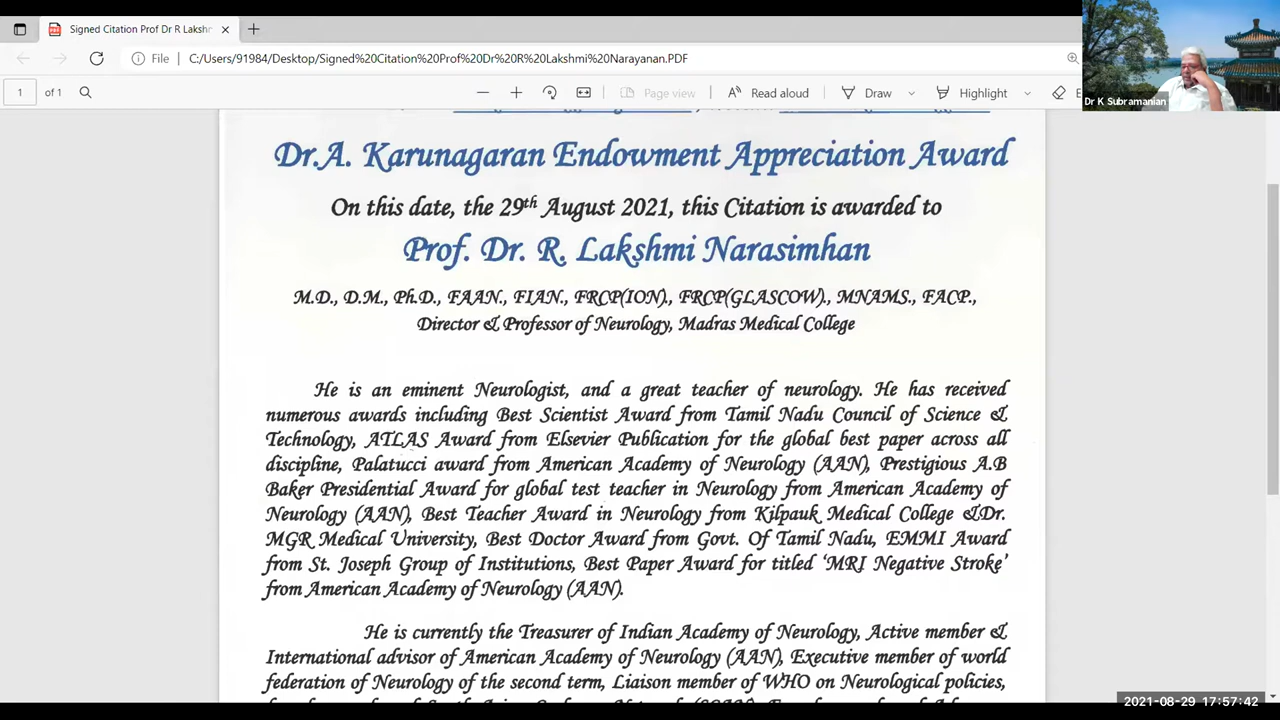 Signed Citation Prof Dr R Lakshm
File
C:/Users/91984/Desktop/Signed%20Citation%20Prof%20Dr%20R%20Lakshmi%20Narayanan.PDF
1 of 1
Page view
Read aloud
Draw
Highlight
E
Dr K Subramanian
Dr.A. Karunagaran Endowment Appreciation Award
On this date, the 29th August 2021, this Citation is awarded to
Prof. Dr. R. Lakshmi Narasimhan
M.D., D.M., Ph.D., FAAN., FIAN., FRCP(ION)., FRCP(GLASCOW)., MNAMS., FACP.,
Director & Professor of Neurology, Madras Medical College
He is an eminent Neurologist, and a great teacher of neurology. He has received
numerous awards including Best Scientist Award from Tamil Nadu Council of Science &
Technology, ATLAS Award from Elsevier Publication for the global best paper across all
discipline, Palatucci award from American Academy of Neurology (AAN), Prestigious A.B
Baker Presidential Award for global test teacher in Neurology from American Academy of
Neurology (AAN), Best Teacher Award in Neurology from Kilpauk Medical College &Dr.
MGR Medical University, Best Doctor Award from Govt. Of Tamil Nadu, EMMI Award
from St. Joseph Group of Institutions, Best Paper Award for titled ‘MRI Negative Stroke’
from American Academy of Neurology (AAN).
He is currently the Treasurer of Indian Academy of Neurology, Active member &
International advisor of American Academy of Neurology (AAN), Executive member of world
federation of Neurology of the second term, Liaison member of WHO on Neurological policies,
2021-08-29 17:57:42